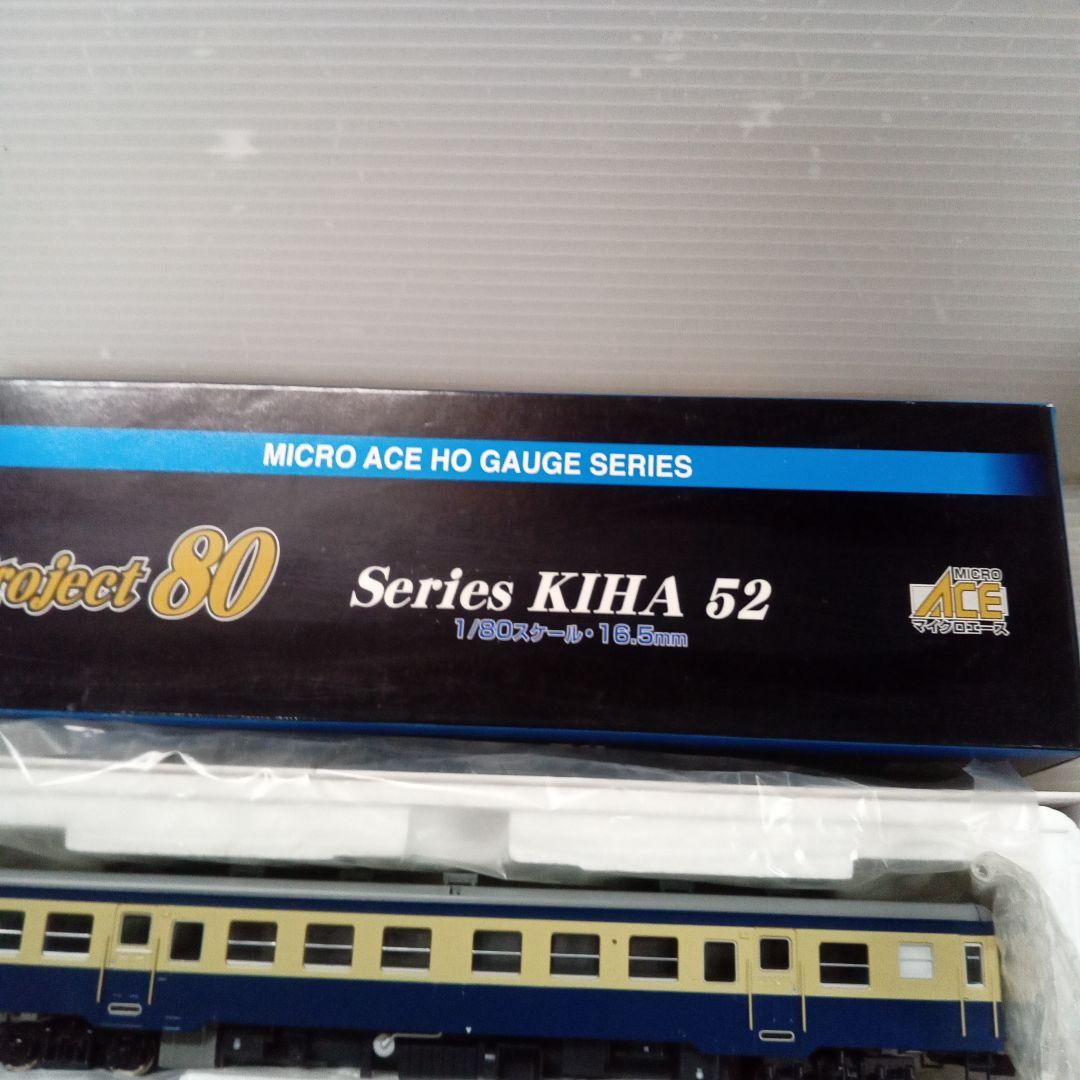 MICRO ACE HO GAUGE SERIES
roject 80
Series KIHA 52
1/80スケール・16.5mm
MICRO
ACE
マイクロエース